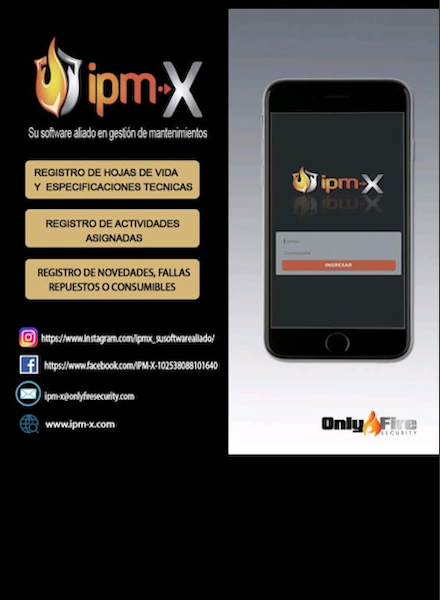 ipm-X
Su software aliado en gestión de mantenimientos
REGISTRO DE HOJAS DE VIDA
Y ESPECIFICACIONES TECNICAS
REGISTRO DE ACTIVIDADES
ASIGNADAS
REGISTRO DE NOVEDADES, FALLAS
REPUESTOS O CONSUMIBLES
https://www.Instagram.com/ipmx_susoftwarealiado/
https://www.facebook.com/IPM-X-102538088101640
ipm-x@onlyfiresecurity.com
www.ipm-x.com
ipm-X
INGRESAR
Only Fire
SECURITY